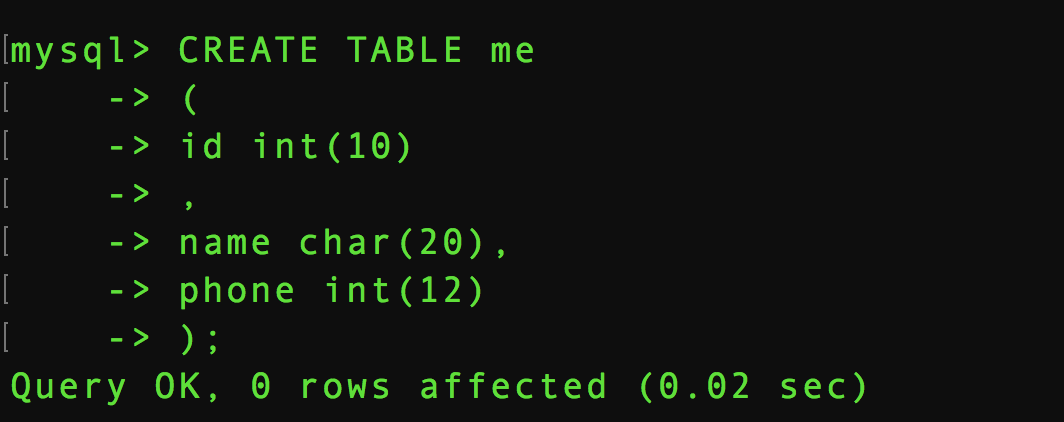 mysql> CREATE TABLE me
    -> (
    -> id int(10)
    -> ,
    -> name char(20),
    -> phone int(12)
    -> );
Query OK, 0 rows affected (0.02 sec)